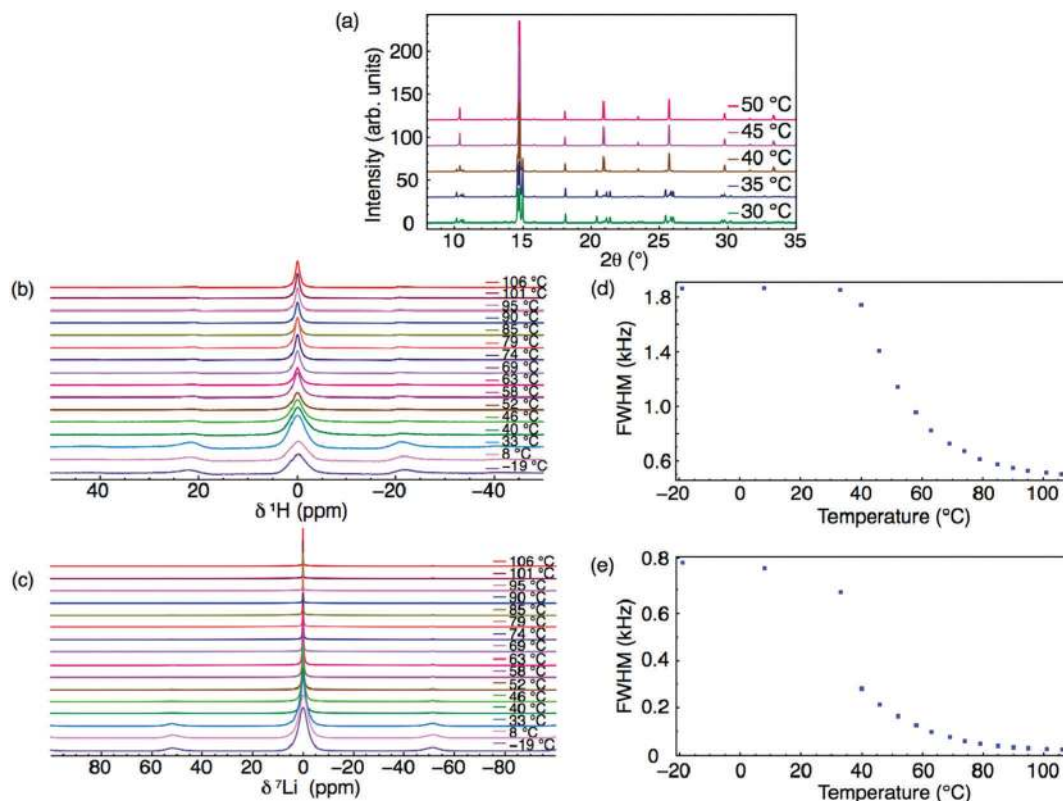 (a)
Intensity (arb. units)
200
150
100
50
0
50 °C
45 °C
40 °C
35 °C
30 °C
10 15 20 25 30 35
2θ (°)
(b)
106 °C
101 °C
95 °C
90 °C
85 °C
79 °C
74 °C
69 °C
63 °C
58 °C
52 °C
46 °C
40 °C
33 °C
8 °C
−19 °C
40 20 0 −20 −40
δ ¹H (ppm)
(d)
FWHM (kHz)
1.8
1.4
1.0
0.6
−20 0 20 40 60 80 100
Temperature (°C)
(c)
106 °C
101 °C
95 °C
90 °C
85 °C
79 °C
74 °C
69 °C
63 °C
58 °C
52 °C
46 °C
40 °C
33 °C
8 °C
−19 °C
80 60 40 20 0 −20 −40 −60 −80
δ ⁷Li (ppm)
(e)
FWHM (kHz)
0.8
0.6
0.4
0.2
0
−20 0 20 40 60 80 100
Temperature (°C)